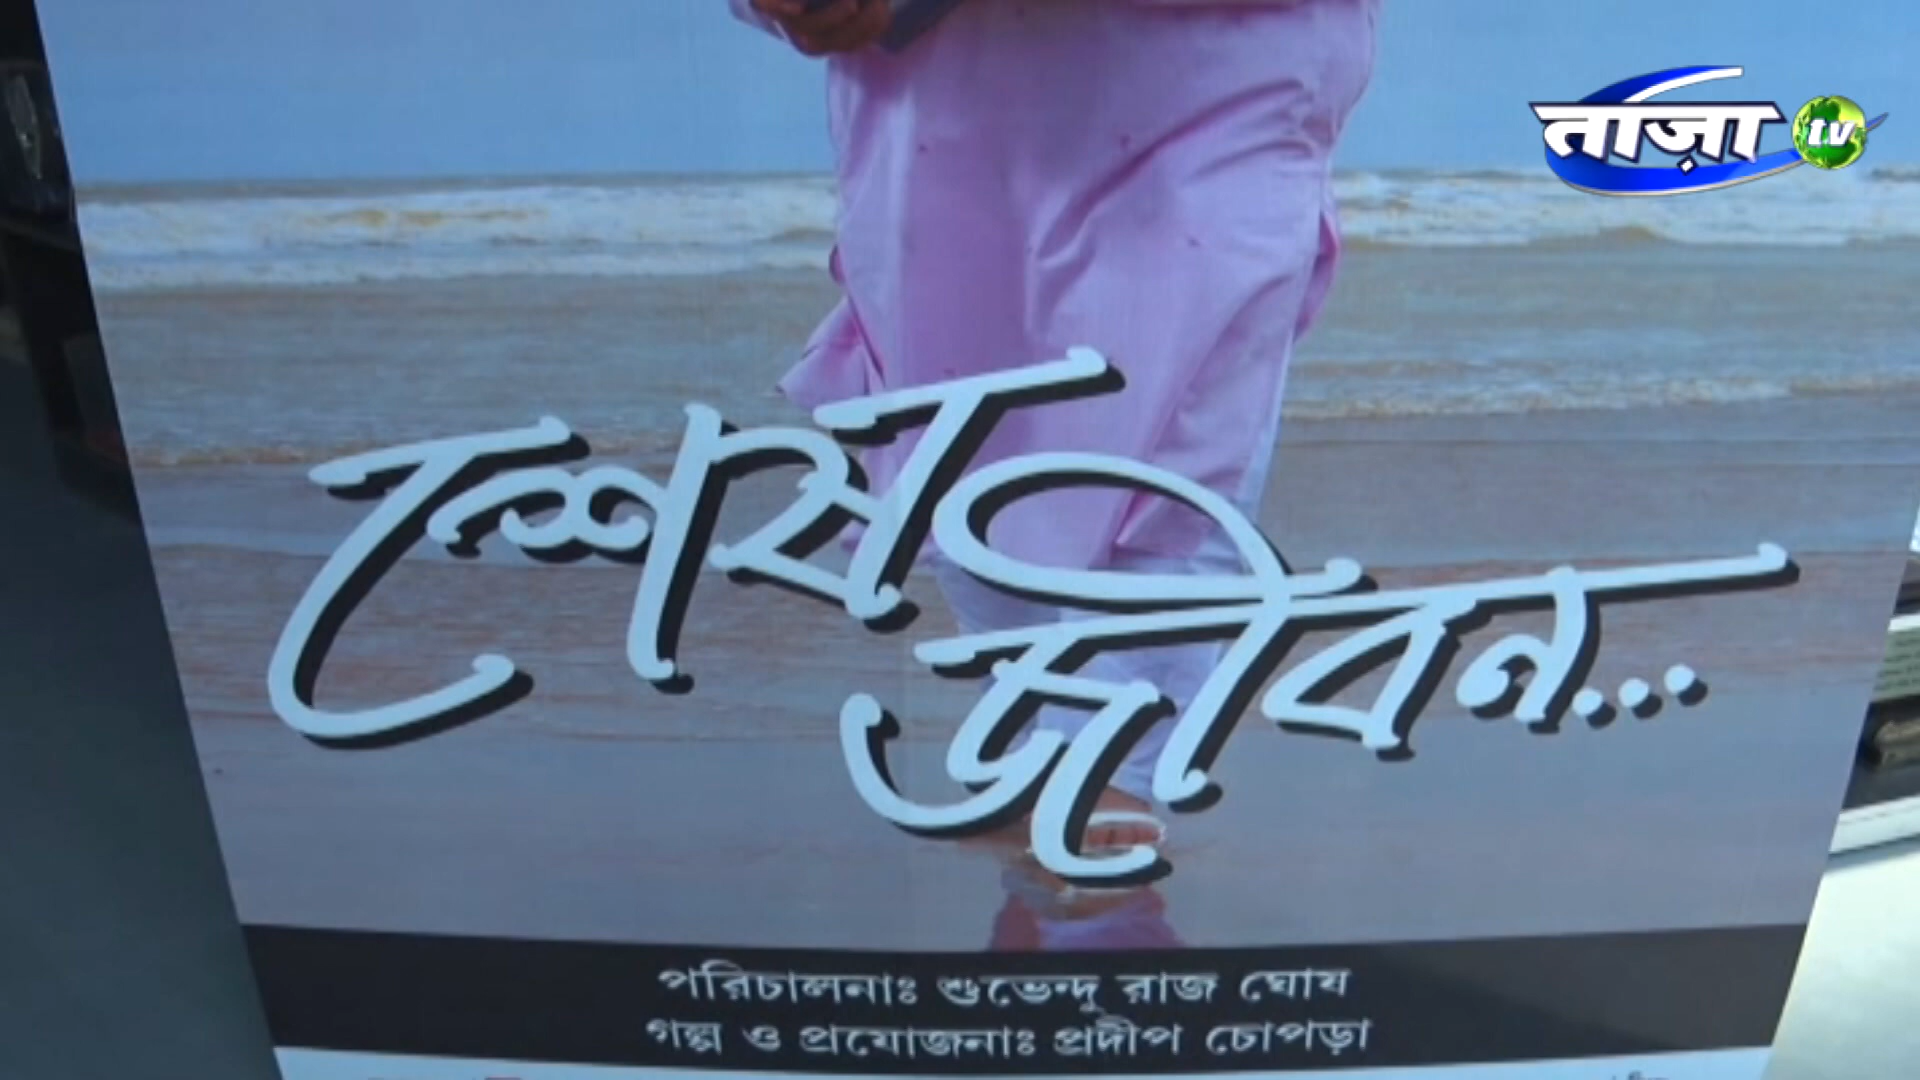 ताज़ा tv
শেষ
জীবন...
পরিচালনাঃ শুভেন্দু রাজ ঘোষ
গল্প ও প্রযোজনাঃ প্রদীপ চোপড়া